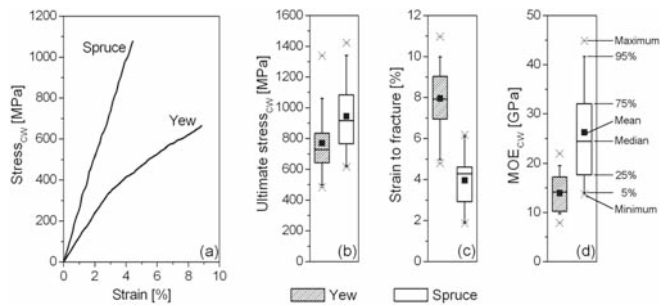 1200
1000
800
600
400
200
0
Stress_CW [MPa]
Spruce
Yew
(a)
0 2 4 6 8 10
Strain [%]
1600
1400
1200
1000
800
600
400
200
0
Ultimate stress_CW [MPa]
(b)
12
10
8
6
4
2
0
Strain to fracture [%]
(c)
50
40
30
20
10
0
MOE_CW [GPa]
Maximum
95%
75%
Mean
Median
25%
5%
Minimum
(d)
Yew
Spruce